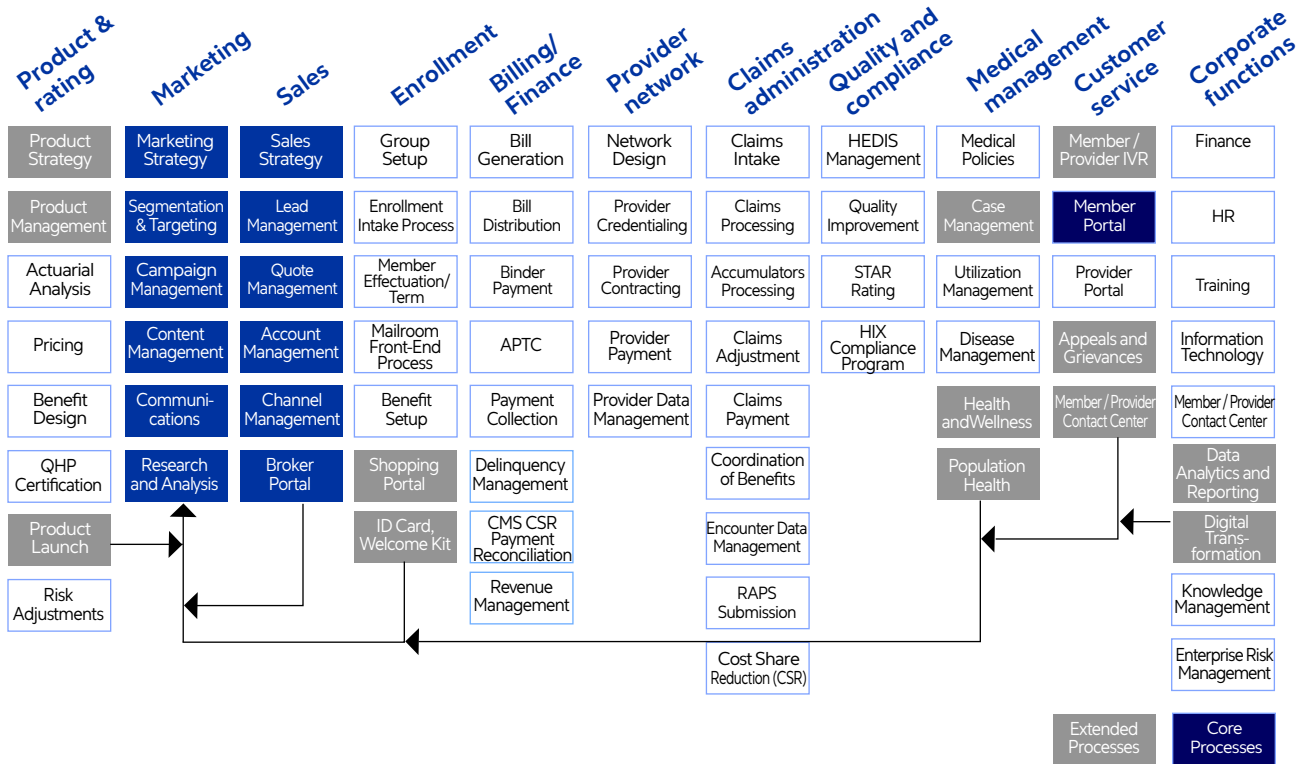 Product &
rating
Marketing
Sales
Enrollment
Billing/
Finance
Provider
network
Claims
administration
Quality and
compliance
Medical
management
Customer
service
Corporate
functions
Product
Strategy
Marketing
Strategy
Sales
Strategy
Group
Setup
Bill
Generation
Network
Design
Claims
Intake
HEDIS
Management
Medical
Policies
Member /
Provider IVR
Finance
Product
Management
Segmentation
& Targeting
Lead
Management
Enrollment
Intake Process
Bill
Distribution
Provider
Credentialing
Claims
Processing
Quality
Improvement
Case
Management
Member
Portal
HR
Actuarial
Analysis
Campaign
Management
Quote
Management
Member
Effectuation/
Term
Binder
Payment
Provider
Contracting
Accumulators
Processing
STAR
Rating
Utilization
Management
Provider
Portal
Training
Pricing
Content
Management
Account
Management
Mailroom
Front-End
Process
APTC
Provider
Payment
Claims
Adjustment
HIX
Compliance
Program
Disease
Management
Appeals and
Grievances
Information
Technology
Benefit
Design
Communi-
cations
Channel
Management
Benefit
Setup
Payment
Collection
Provider Data
Management
Claims
Payment
Health
andWellness
Member / Provider
Contact Center
Member / Provider
Contact Center
QHP
Certification
Research
and Analysis
Broker
Portal
Shopping
Portal
Delinquency
Management
Coordination
of Benefits
Population
Health
Data
Analytics and
Reporting
Product
Launch
ID Card,
Welcome Kit
CMS CSR
Payment
Reconciliation
Encounter Data
Management
Digital
Trans-
formation
Risk
Adjustments
Revenue
Management
RAPS
Submission
Knowledge
Management
Cost Share
Reduction (CSR)
Enterprise Risk
Management
Extended
Processes
Core
Processes